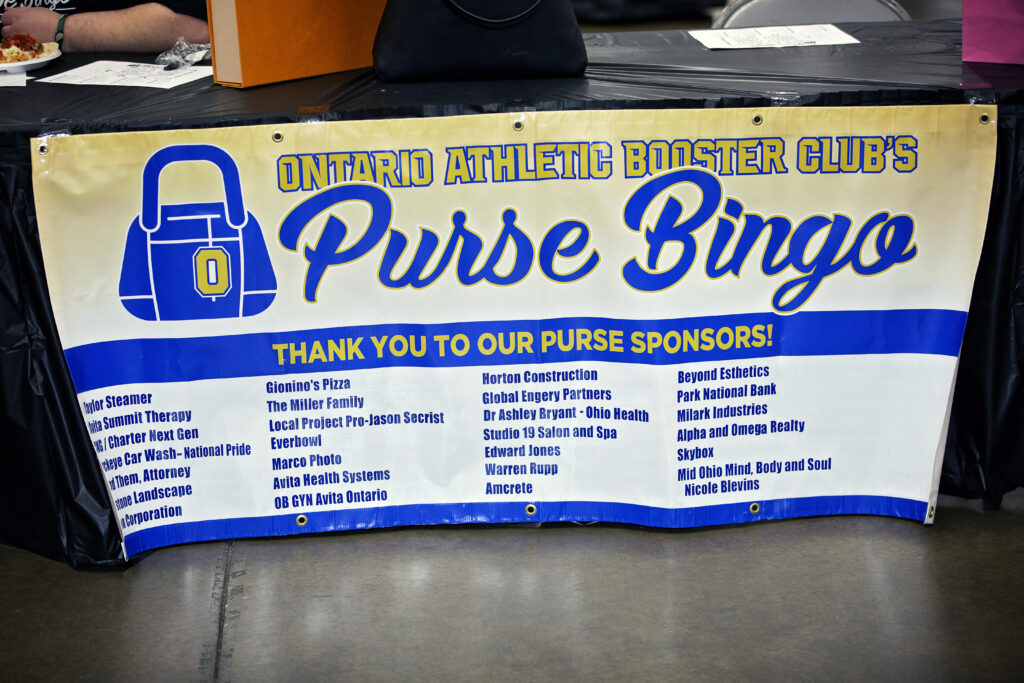 ONTARIO ATHLETIC BOOSTER CLUB'S
Purse Bingo
O
THANK YOU TO OUR PURSE SPONSORS!
Steamer
Summit Therapy
/ Charter Next Gen
Car Wash- National Pride
Them, Attorney
Landscape
Corporation
Gionino's Pizza
The Miller Family
Local Project Pro-Jason Secrist
Everbowl
Marco Photo
Avita Health Systems
OB GYN Avita Ontario
Horton Construction
Global Engery Partners
Dr Ashley Bryant - Ohio Health
Studio 19 Salon and Spa
Edward Jones
Warren Rupp
Amcrete
Beyond Esthetics
Park National Bank
Milark Industries
Alpha and Omega Realty
Skybox
Mid Ohio Mind, Body and Soul
Nicole Blevins